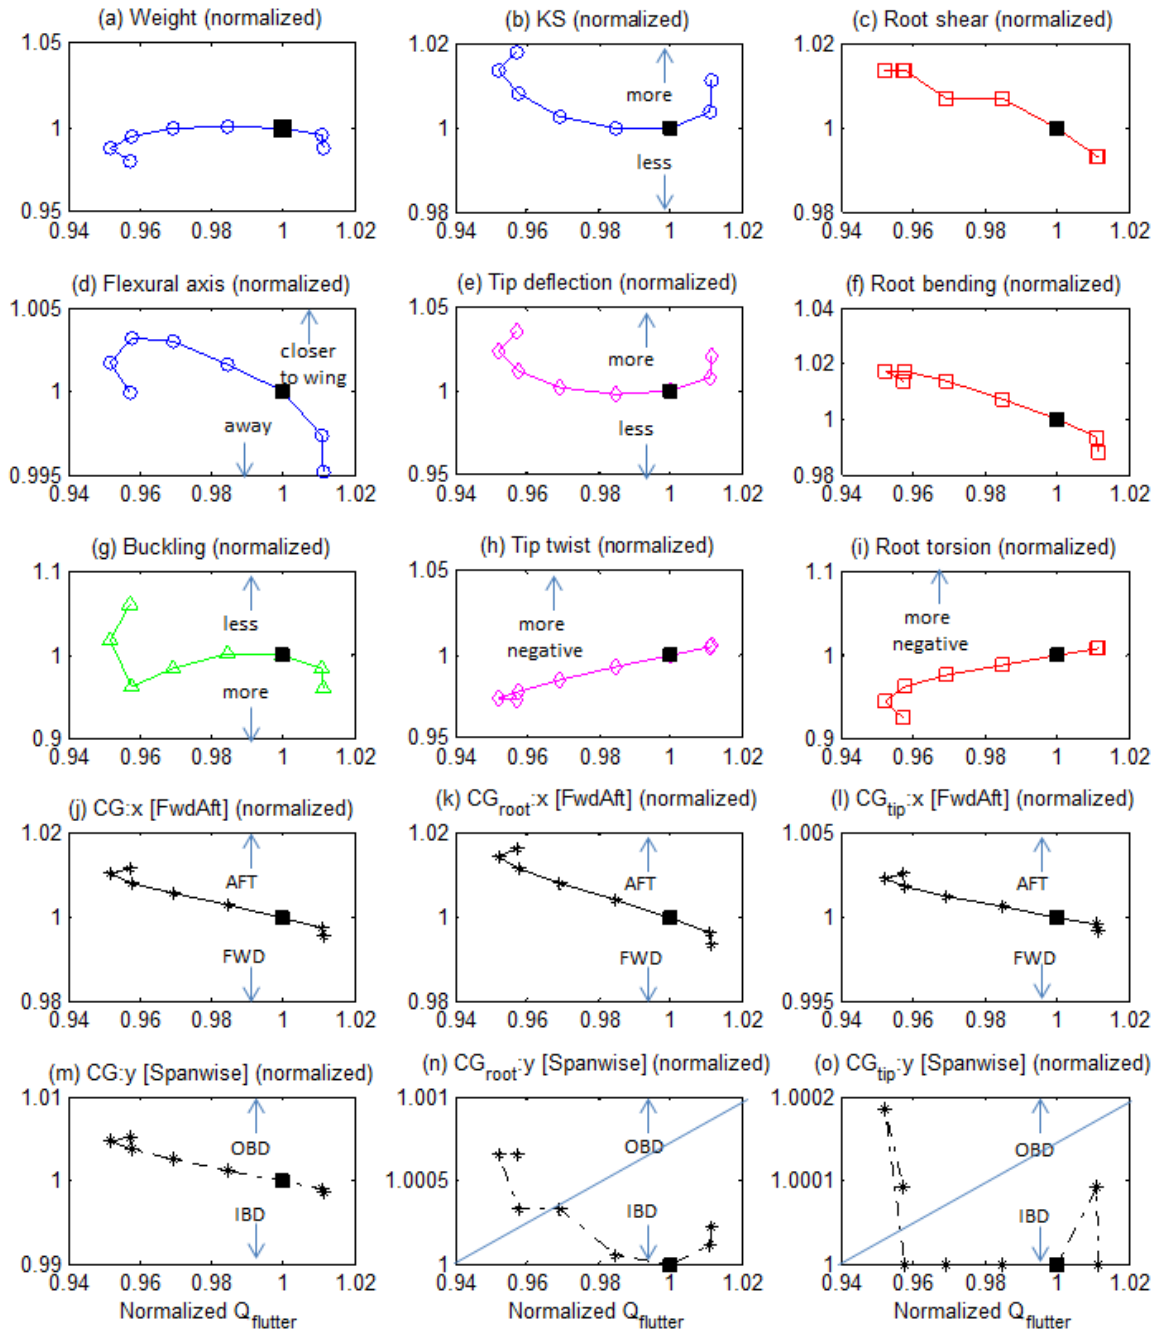 (a) Weight (normalized)
1.05
1
0.95
0.94 0.96 0.98 1 1.02
(b) KS (normalized)
1.02
more
1
less
0.98
0.94 0.96 0.98 1 1.02
(c) Root shear (normalized)
1.02
1
0.98
0.94 0.96 0.98 1 1.02
(d) Flexural axis (normalized)
1.005
closer
to wing
1
away
0.995
0.94 0.96 0.98 1 1.02
(e) Tip deflection (normalized)
1.05
more
1
less
0.95
0.94 0.96 0.98 1 1.02
(f) Root bending (normalized)
1.04
1.02
1
0.98
0.94 0.96 0.98 1 1.02
(g) Buckling (normalized)
1.1
less
1
more
0.9
0.94 0.96 0.98 1 1.02
(h) Tip twist (normalized)
1.05
more
negative
1
0.95
0.94 0.96 0.98 1 1.02
(i) Root torsion (normalized)
1.1
more
negative
1
0.9
0.94 0.96 0.98 1 1.02
(j) CG:x [FwdAft] (normalized)
1.02
AFT
1
FWD
0.98
0.94 0.96 0.98 1 1.02
(k) CGroot:x [FwdAft] (normalized)
1.02
AFT
1
FWD
0.98
0.94 0.96 0.98 1 1.02
(l) CGtip:x [FwdAft] (normalized)
1.005
AFT
1
FWD
0.995
0.94 0.96 0.98 1 1.02
(m) CG:y [Spanwise] (normalized)
1.01
OBD
1
IBD
0.99
0.94 0.96 0.98 1 1.02
Normalized Qflutter
(n) CGroot:y [Spanwise] (normalized)
1.001
OBD
1.0005
IBD
1
0.94 0.96 0.98 1 1.02
Normalized Qflutter
(o) CGtip:y [Spanwise] (normalized)
1.0002
OBD
1.0001
IBD
1
0.94 0.96 0.98 1 1.02
Normalized Qflutter